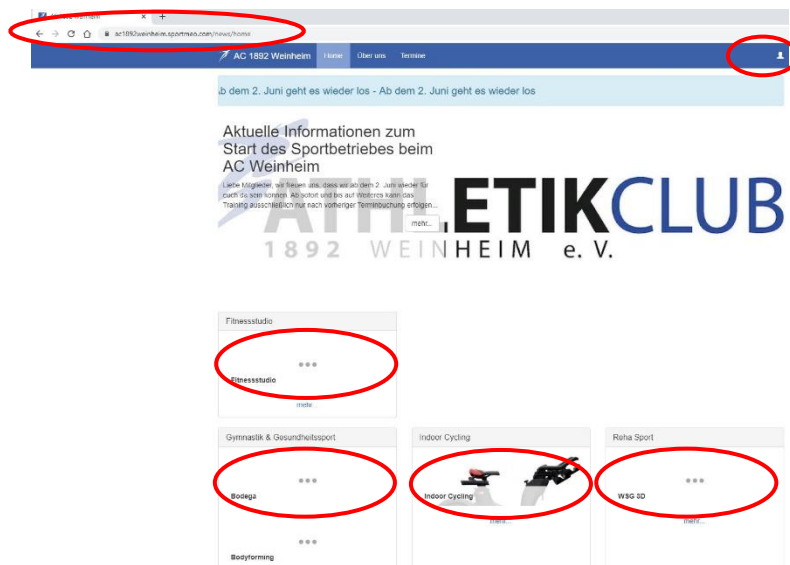 ac1892weinheim.sportmeo.com/news/home
AC 1892 Weinheim Home Über uns Termine
b dem 2. Juni geht es wieder los - Ab dem 2. Juni geht es wieder los
Aktuelle Informationen zum
Start des Sportbetriebes beim
AC Weinheim
Liebe Mitglieder, wir freuen uns, dass wir ab dem 2. Juni wieder für
euch da sein können. Ab sofort und bis auf Weiteres kann das
Training ausschließlich nur nach vorheriger Terminbuchung erfolgen...
mehr...
ATHLETIKCLUB
1892 WEINHEIM e. V.
Fitnessstudio
Fitnessstudio
mehr...
Gymnastik & Gesundheitssport
Indoor Cycling
Reha Sport
Bodega
Indoor Cycling
WSG 3D
mehr...
mehr...
Bodyforming